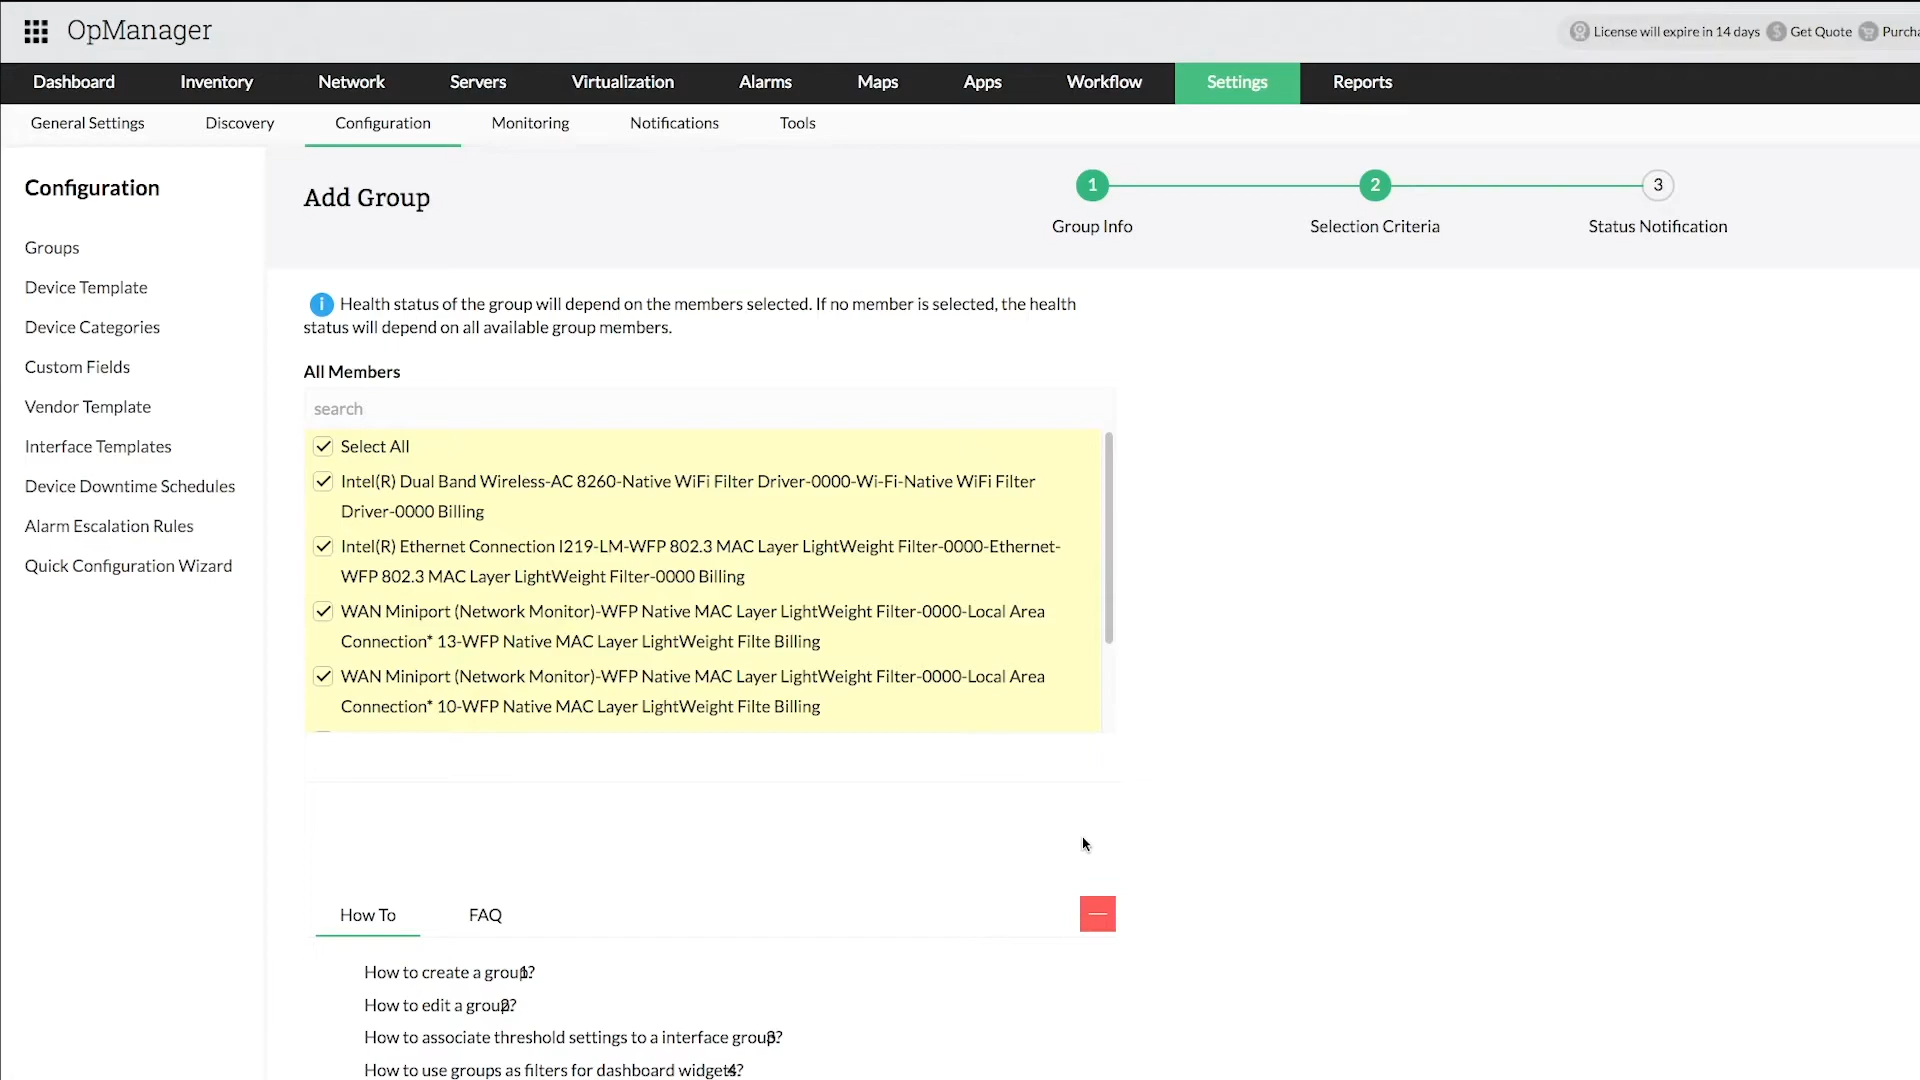 OpManager
License will expire in 14 days
Get Quote
Dashboard
Inventory
Network
Servers
Virtualization
Alarms
Maps
Apps
Workflow
Settings
Reports
General Settings
Discovery
Configuration
Monitoring
Notifications
Tools
Configuration
Groups
Device Template
Device Categories
Custom Fields
Vendor Template
Interface Templates
Device Downtime Schedules
Alarm Escalation Rules
Quick Configuration Wizard
Add Group
1
2
3
Group Info
Selection Criteria
Status Notification
Health status of the group will depend on the members selected. If no member is selected, the health
status will depend on all available group members.
All Members
search
Select All
Intel(R) Dual Band Wireless-AC 8260-Native WiFi Filter Driver-0000-Wi-Fi-Native WiFi Filter
Driver-0000 Billing
Intel(R) Ethernet Connection I219-LM-WFP 802.3 MAC Layer LightWeight Filter-0000-Ethernet-
WFP 802.3 MAC Layer LightWeight Filter-0000 Billing
WAN Miniport (Network Monitor)-WFP Native MAC Layer LightWeight Filter-0000-Local Area
Connection* 13-WFP Native MAC Layer LightWeight Filte Billing
WAN Miniport (Network Monitor)-WFP Native MAC Layer LightWeight Filter-0000-Local Area
Connection* 10-WFP Native MAC Layer LightWeight Filte Billing
How To
FAQ
How to create a group?
How to edit a group?
How to associate threshold settings to a interface group?
How to use groups as filters for dashboard widgets?